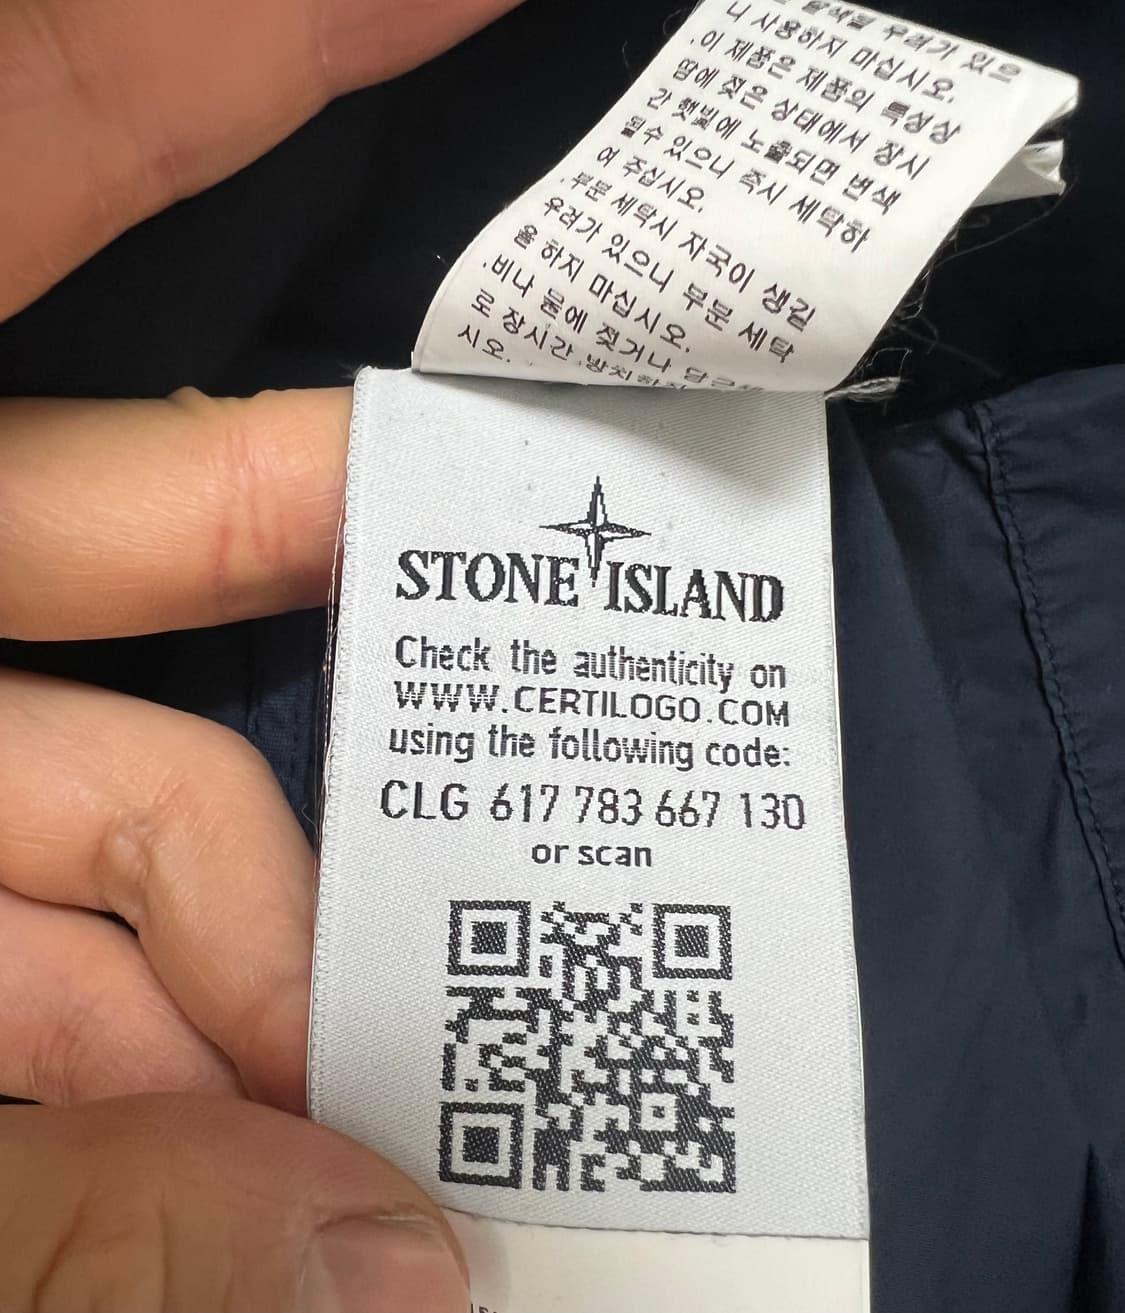 니 사용하지 마십시오.
.이 제품은 제품의 특성상
땀에 젖은 상태에서 장시
간 햇빛에 노출되면 변색
될수 있으니 즉시 세탁하
여 주십시오.
.부분 세탁시 자국이 생길
우려가 있으니 부분 세탁
을 하지 마십시오.
.비나 물에 젖거나
로 장시간 방치
시오.
STONE ISLAND
Check the authenticity on
WWW.CERTILOGO.COM
using the following code:
CLG 617 783 667 130
or scan